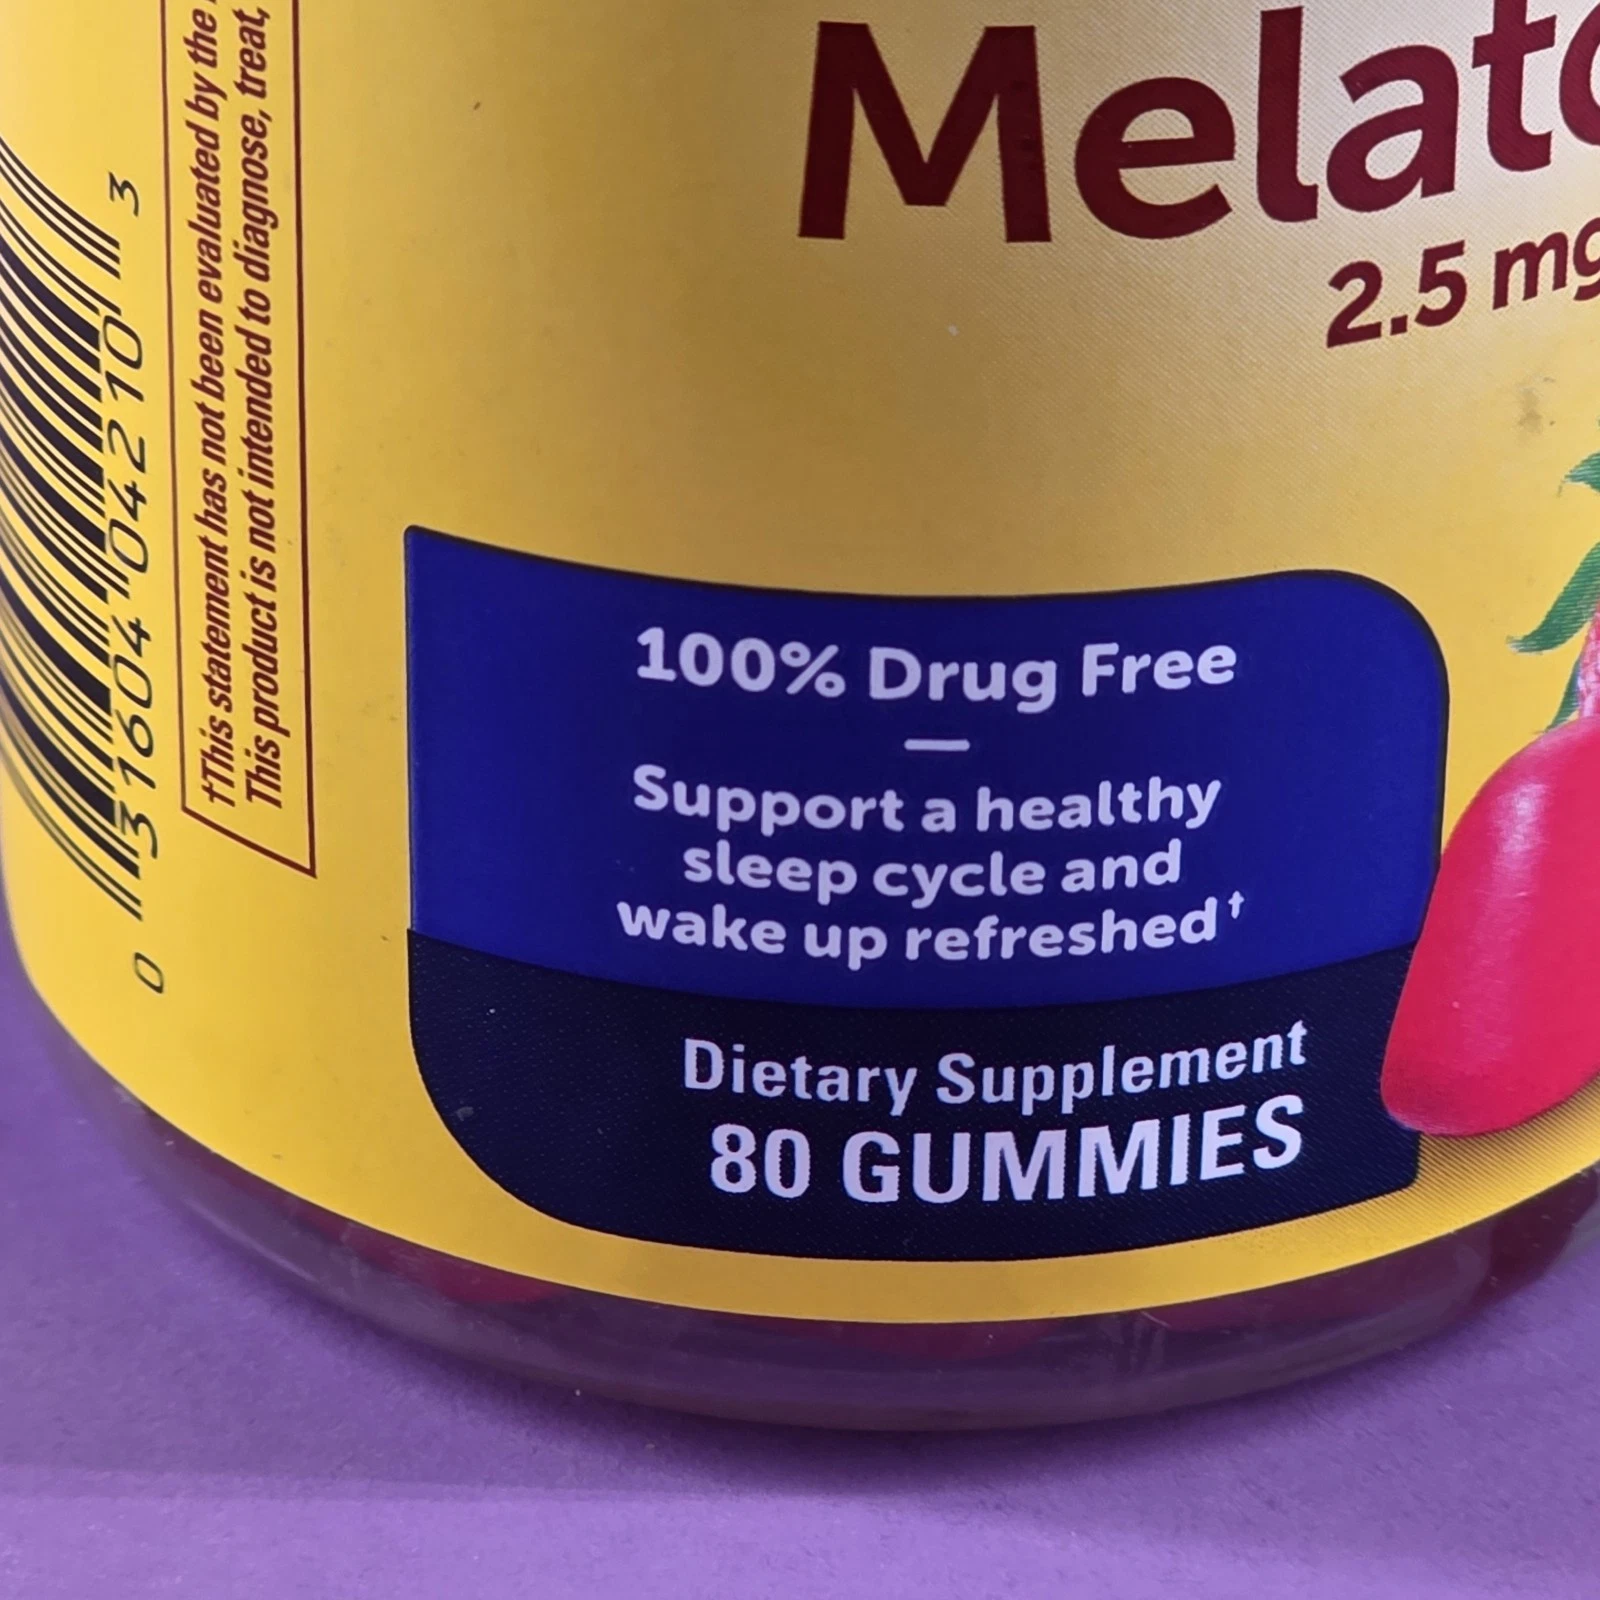 Melato
2.5 mg
100% Drug Free
Support a healthy
sleep cycle and
wake up refreshed†
Dietary Supplement
80 GUMMIES
†This statement has not been evaluated by the
This product is not intended to diagnose, treat,
0 31604 04210 3